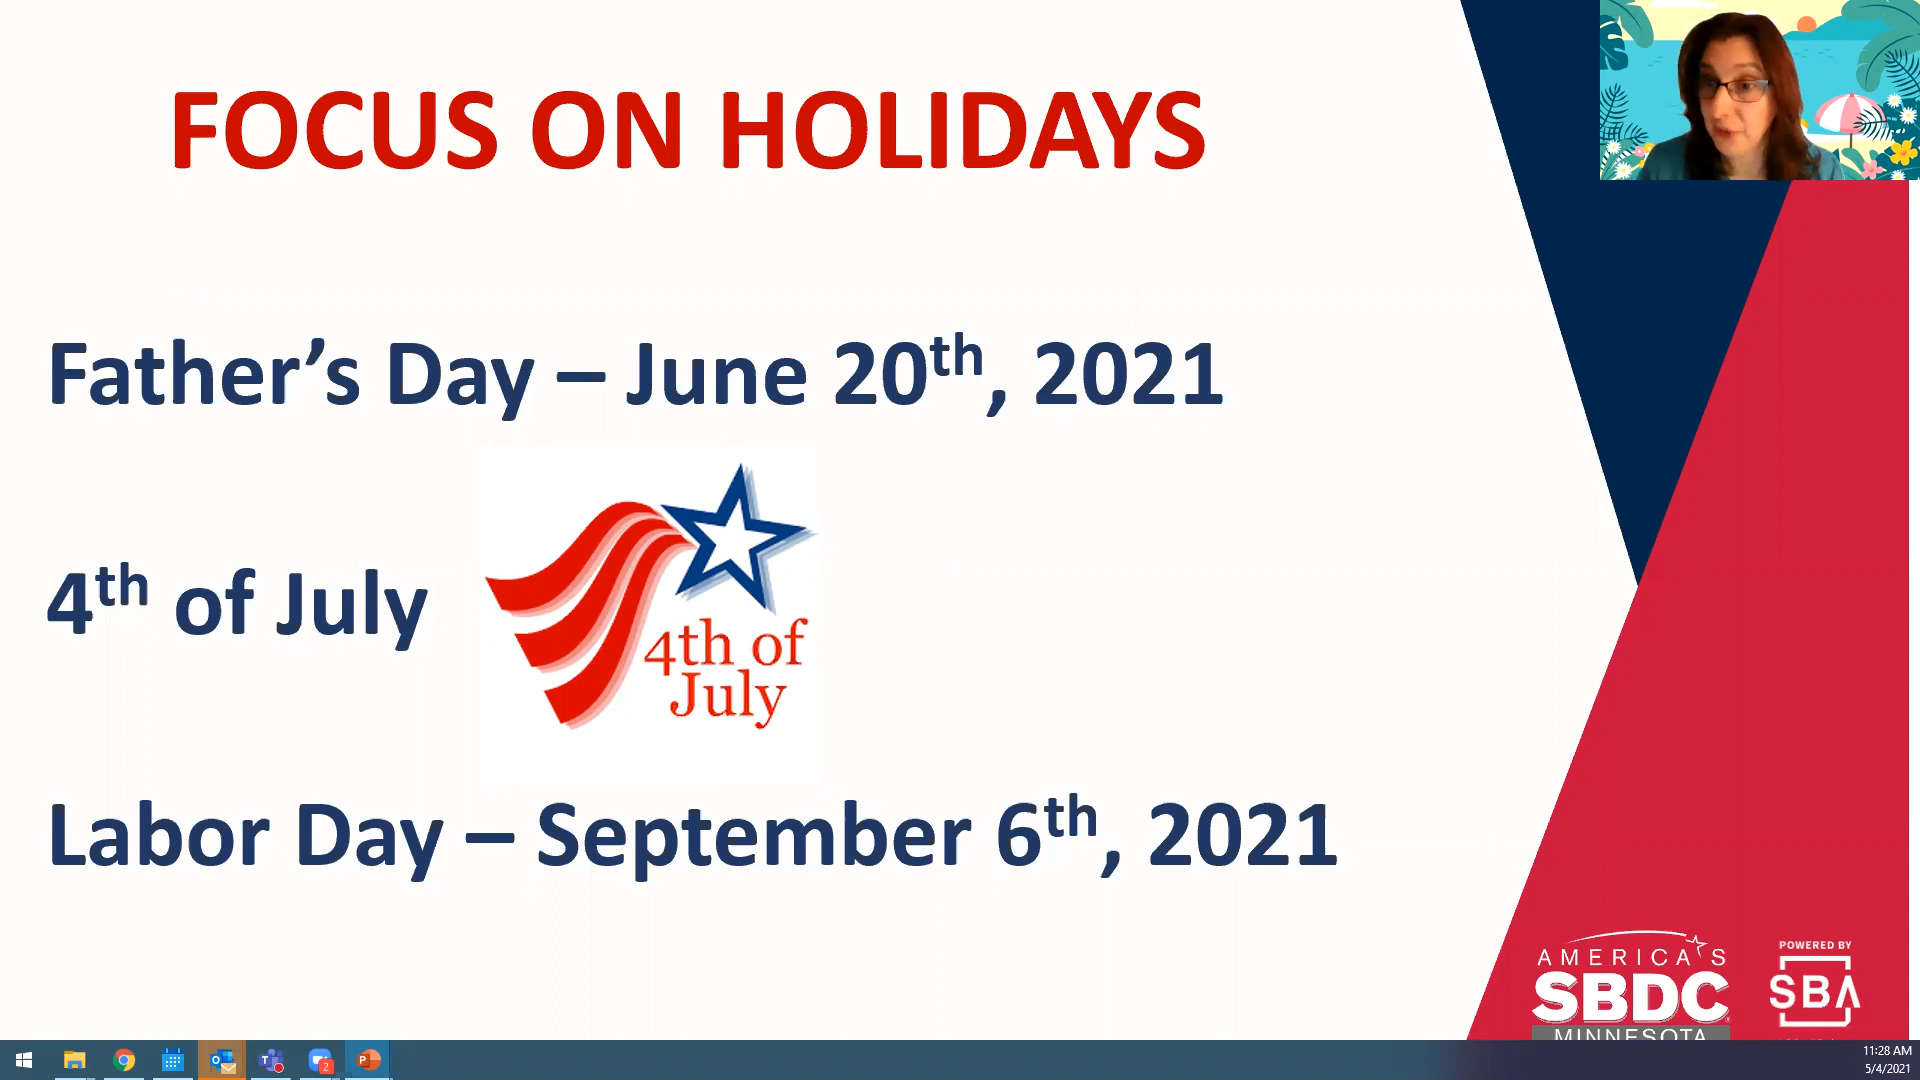 FOCUS ON HOLIDAYS
Father’s Day – June 20th, 2021
4th of July
4th of
July
Labor Day – September 6th, 2021
AMERICA'S
SBDC
MINNESOTA
POWERED BY
SBA
2
11:28 AM
5/4/2021